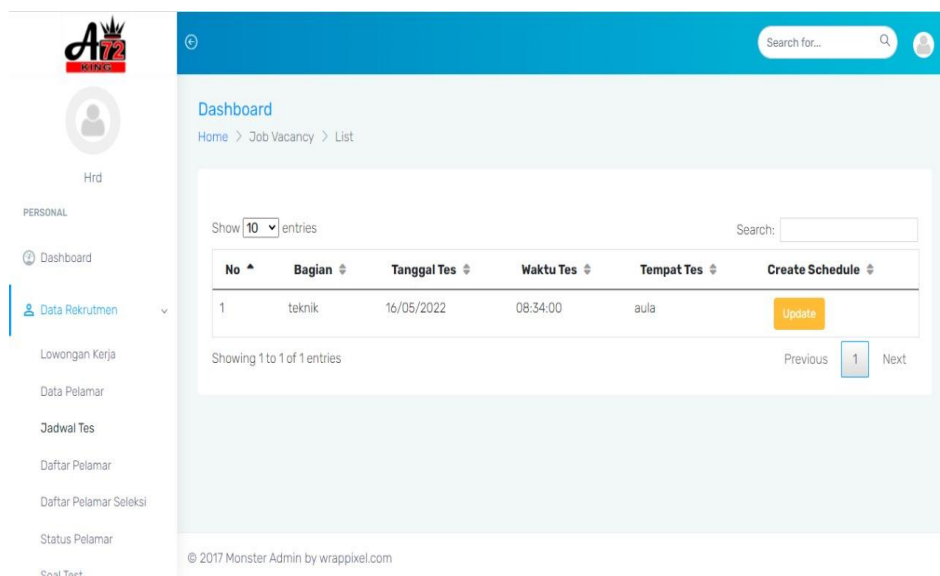 A72
KING
Search for...
Hrd
PERSONAL
Dashboard
Data Rekrutmen
Lowongan Kerja
Data Pelamar
Jadwal Tes
Daftar Pelamar
Daftar Pelamar Seleksi
Status Pelamar
Soal Test
Dashboard
Home > Job Vacancy > List
Show 10 entries
Search:
No Bagian Tanggal Tes Waktu Tes Tempat Tes Create Schedule
1 teknik 16/05/2022 08:34:00 aula Update
Showing 1 to 1 of 1 entries
Previous 1 Next
© 2017 Monster Admin by wrappixel.com